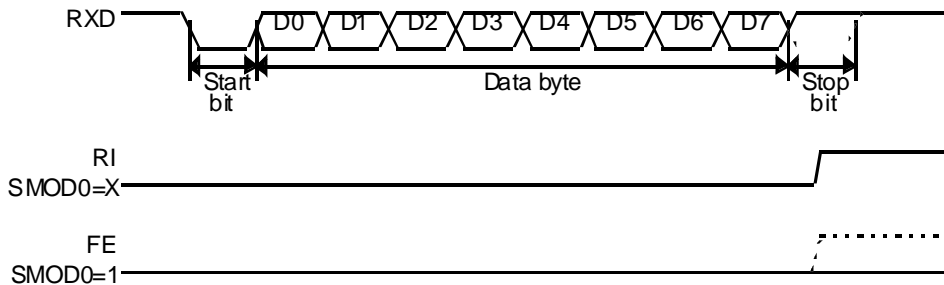 RXD
D0 D1 D2 D3 D4 D5 D6 D7
Start
bit
Data byte
Stop
bit
RI
SMOD0=X
FE
SMOD0=1